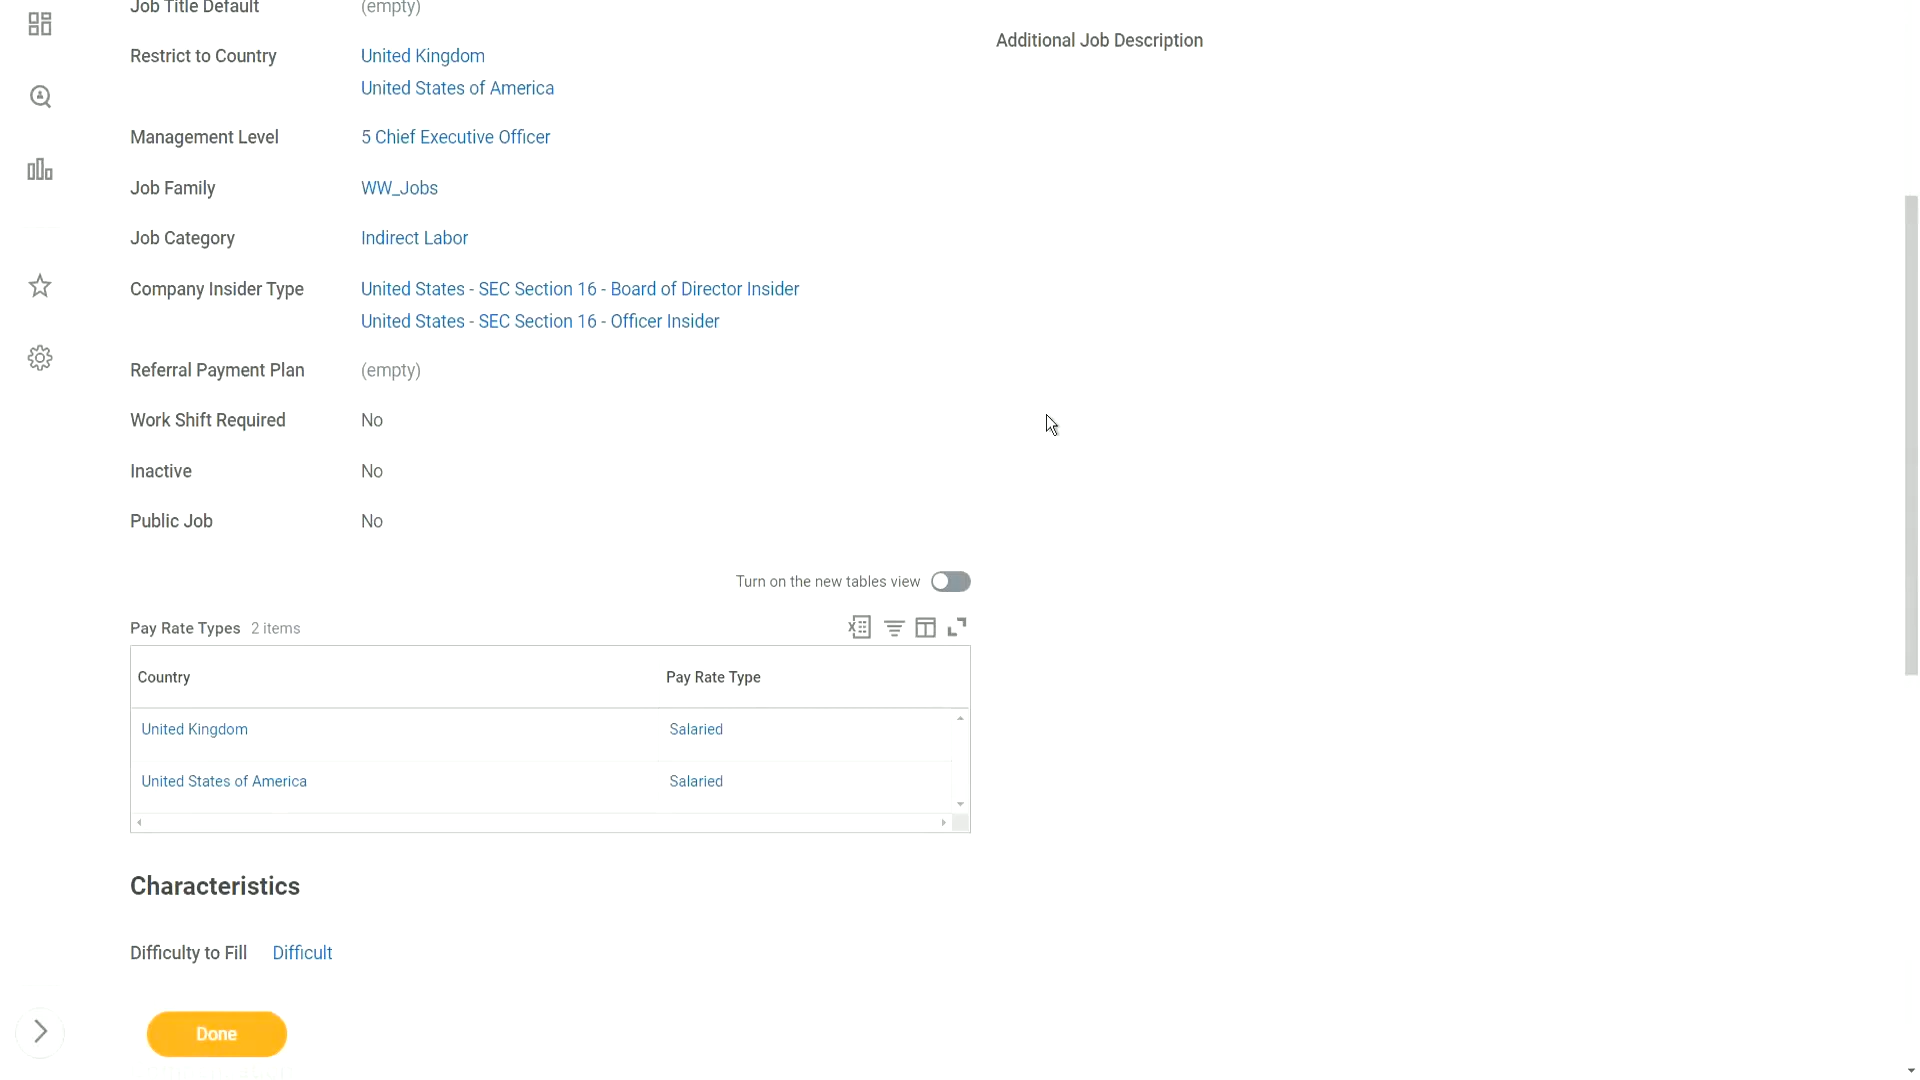 Job Title Default (empty)
Additional Job Description
Restrict to Country United Kingdom
United States of America
Management Level 5 Chief Executive Officer
Job Family WW_Jobs
Job Category Indirect Labor
Company Insider Type United States - SEC Section 16 - Board of Director Insider
United States - SEC Section 16 - Officer Insider
Referral Payment Plan (empty)
Work Shift Required No
Inactive No
Public Job No
Turn on the new tables view
Pay Rate Types 2 items
Country Pay Rate Type
United Kingdom Salaried
United States of America Salaried
Characteristics
Difficulty to Fill Difficult
Done